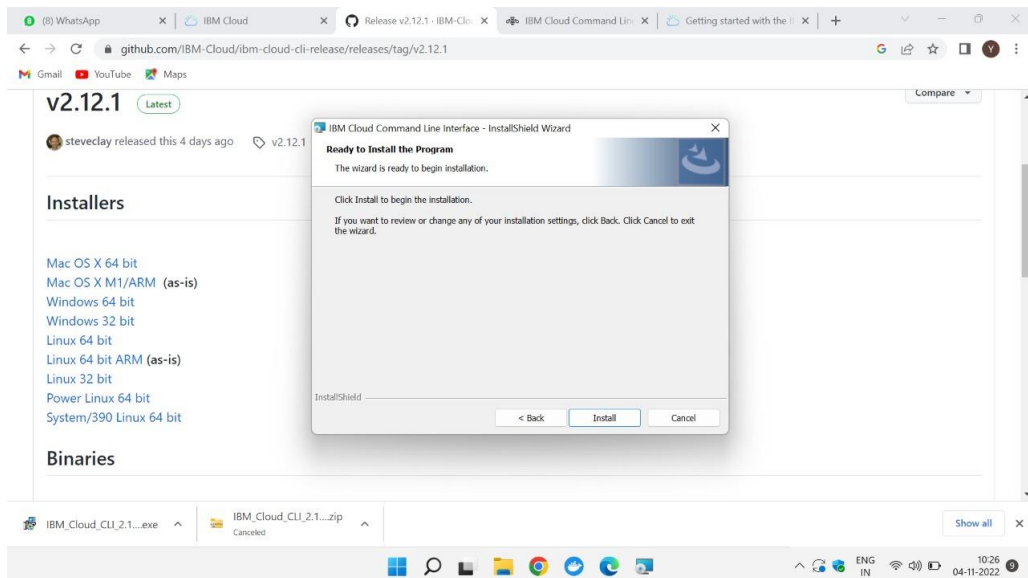 (8) WhatsApp
IBM Cloud
Release v2.12.1 · IBM-Clou
IBM Cloud Command Lin
Getting started with the I
github.com/IBM-Cloud/ibm-cloud-cli-release/releases/tag/v2.12.1
Y
Gmail YouTube Maps
v2.12.1 Latest
Compare
steveclay released this 4 days ago v2.12.1
Installers
Mac OS X 64 bit
Mac OS X M1/ARM (as-is)
Windows 64 bit
Windows 32 bit
Linux 64 bit
Linux 64 bit ARM (as-is)
Linux 32 bit
Power Linux 64 bit
System/390 Linux 64 bit
Binaries
IBM Cloud Command Line Interface - InstallShield Wizard
Ready to Install the Program
The wizard is ready to begin installation.
Click Install to begin the installation.
If you want to review or change any of your installation settings, click Back. Click Cancel to exit
the wizard.
InstallShield
< Back Install Cancel
IBM_Cloud_CLI_2.1....exe
IBM_Cloud_CLI_2.1....zip
Canceled
Show all
ENG
IN
10:26
04-11-2022
9